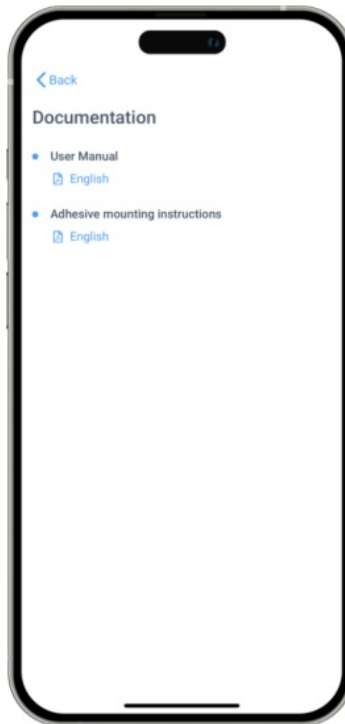 Back
Documentation
User Manual
English
Adhesive mounting instructions
English